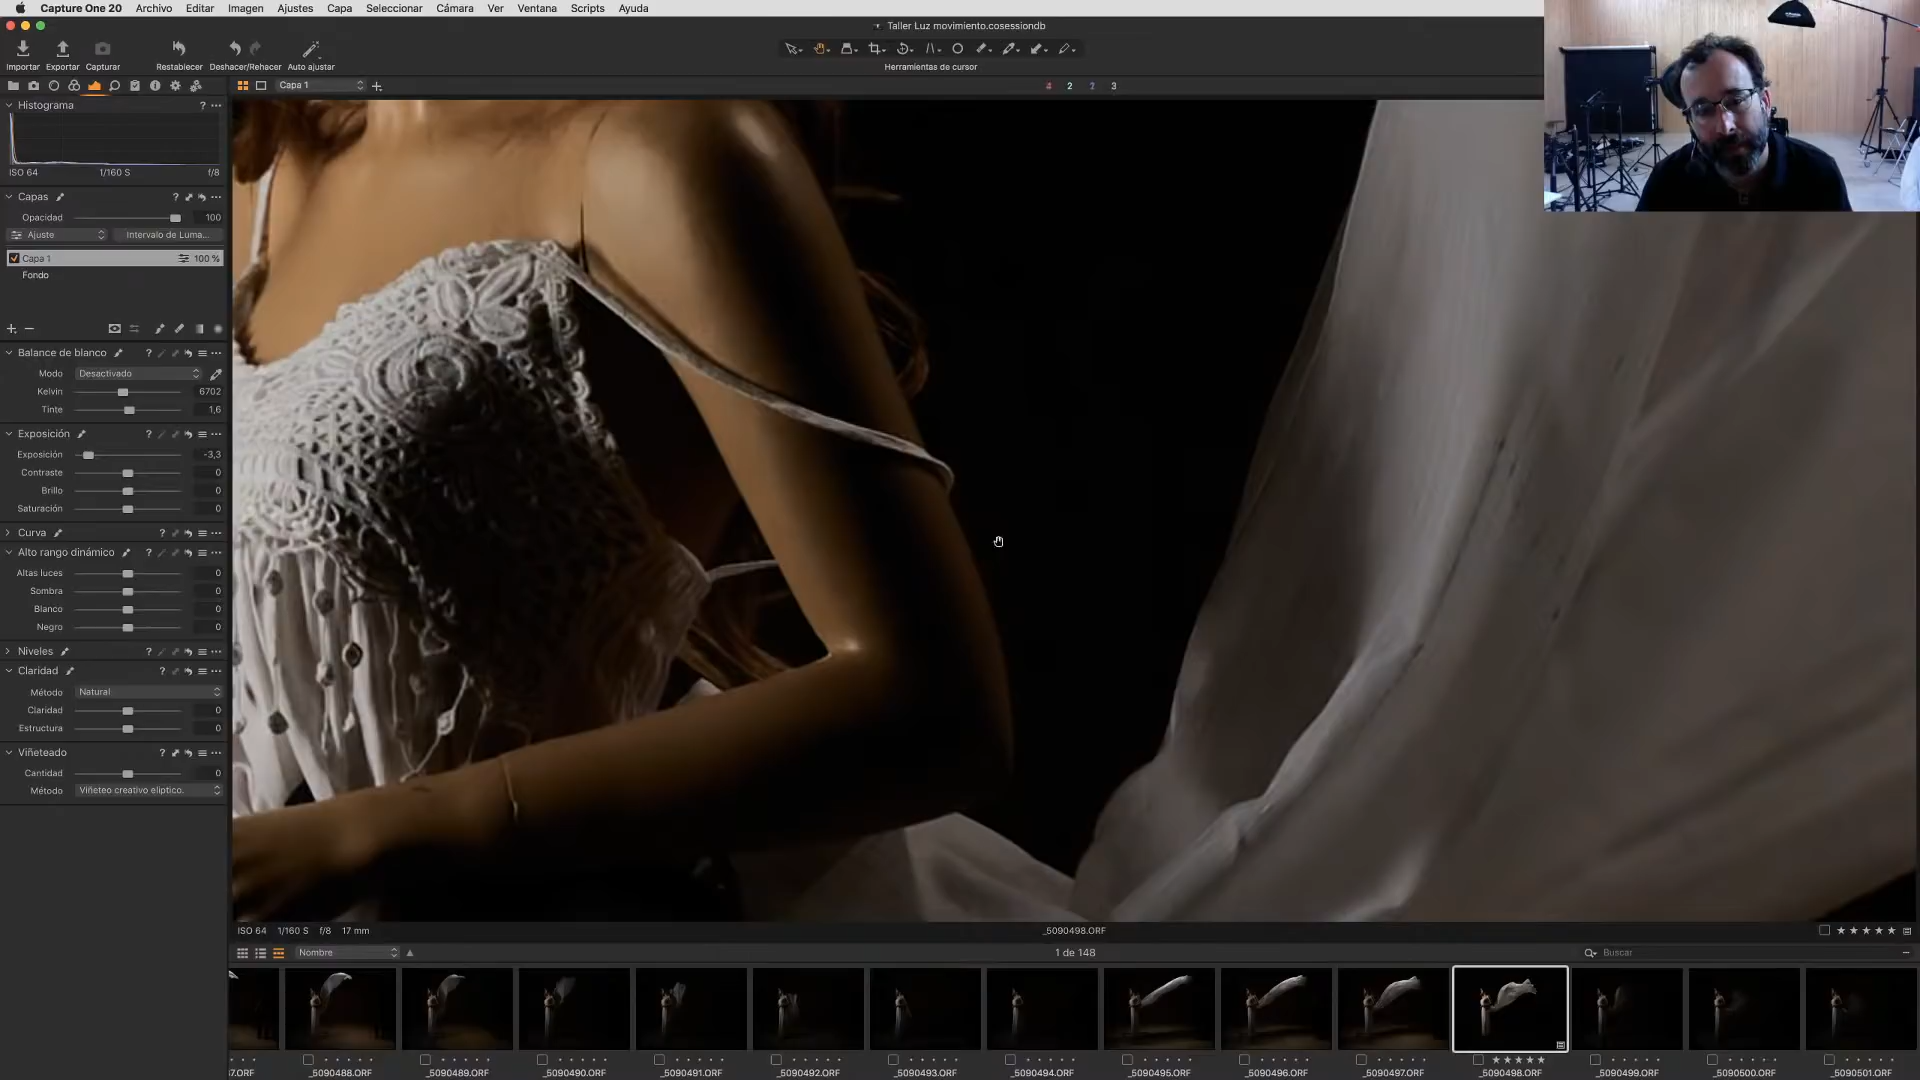 Capture One 20 Archivo Editar Imagen Ajustes Capa Seleccionar Cámara Ver Ventana Scripts Ayuda
Taller Luz movimiento.cosessiondb
Importar Exportar Capturar Restablecer Deshacer/Rehacer Auto ajustar Herramientas de cursor
Capa 1 4 2 2 3
Histograma
ISO 64 1/160 S f/8
Capas
Opacidad 100
Ajuste Intervalo de Luma...
Capa 1 100 %
Fondo
Balance de blanco
Modo Desactivado
Kelvin 6702
Tinte 1,6
Exposición
Exposición -3,3
Contraste 0
Brillo 0
Saturación 0
Curva
Alto rango dinámico
Altas luces 0
Sombra 0
Blanco 0
Negro 0
Niveles
Claridad
Método Natural
Claridad 0
Estructura 0
Viñeteado
Cantidad 0
Método Viñeteo creativo elíptico.
ISO 64 1/160 S f/8 17 mm _5090498.ORF
Nombre 1 de 148 Buscar
7.ORF _5090488.ORF _5090489.ORF _5090490.ORF _5090491.ORF _5090492.ORF _5090493.ORF _5090494.ORF _5090495.ORF _5090496.ORF _5090497.ORF _5090498.ORF _5090499.ORF _5090500.ORF _5090501.ORF